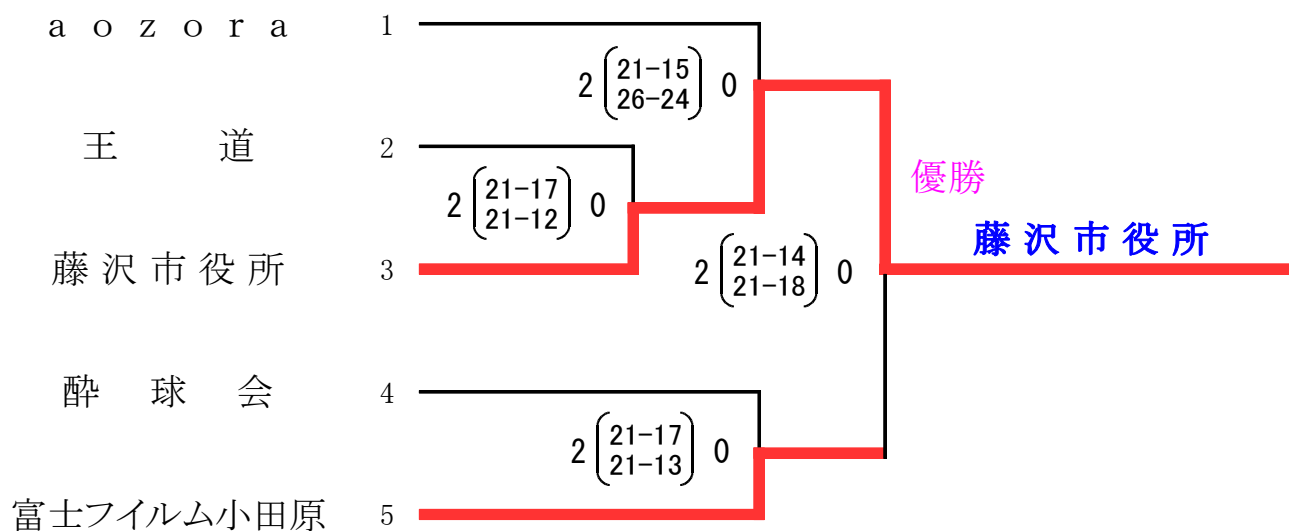 aozora 1
2 (21-15 26-24) 0
王道 2
優勝
2 (21-17 21-12) 0
藤沢市役所
藤沢市役所 3
2 (21-14 21-18) 0
酔球会 4
2 (21-17 21-13) 0
富士フイルム小田原 5